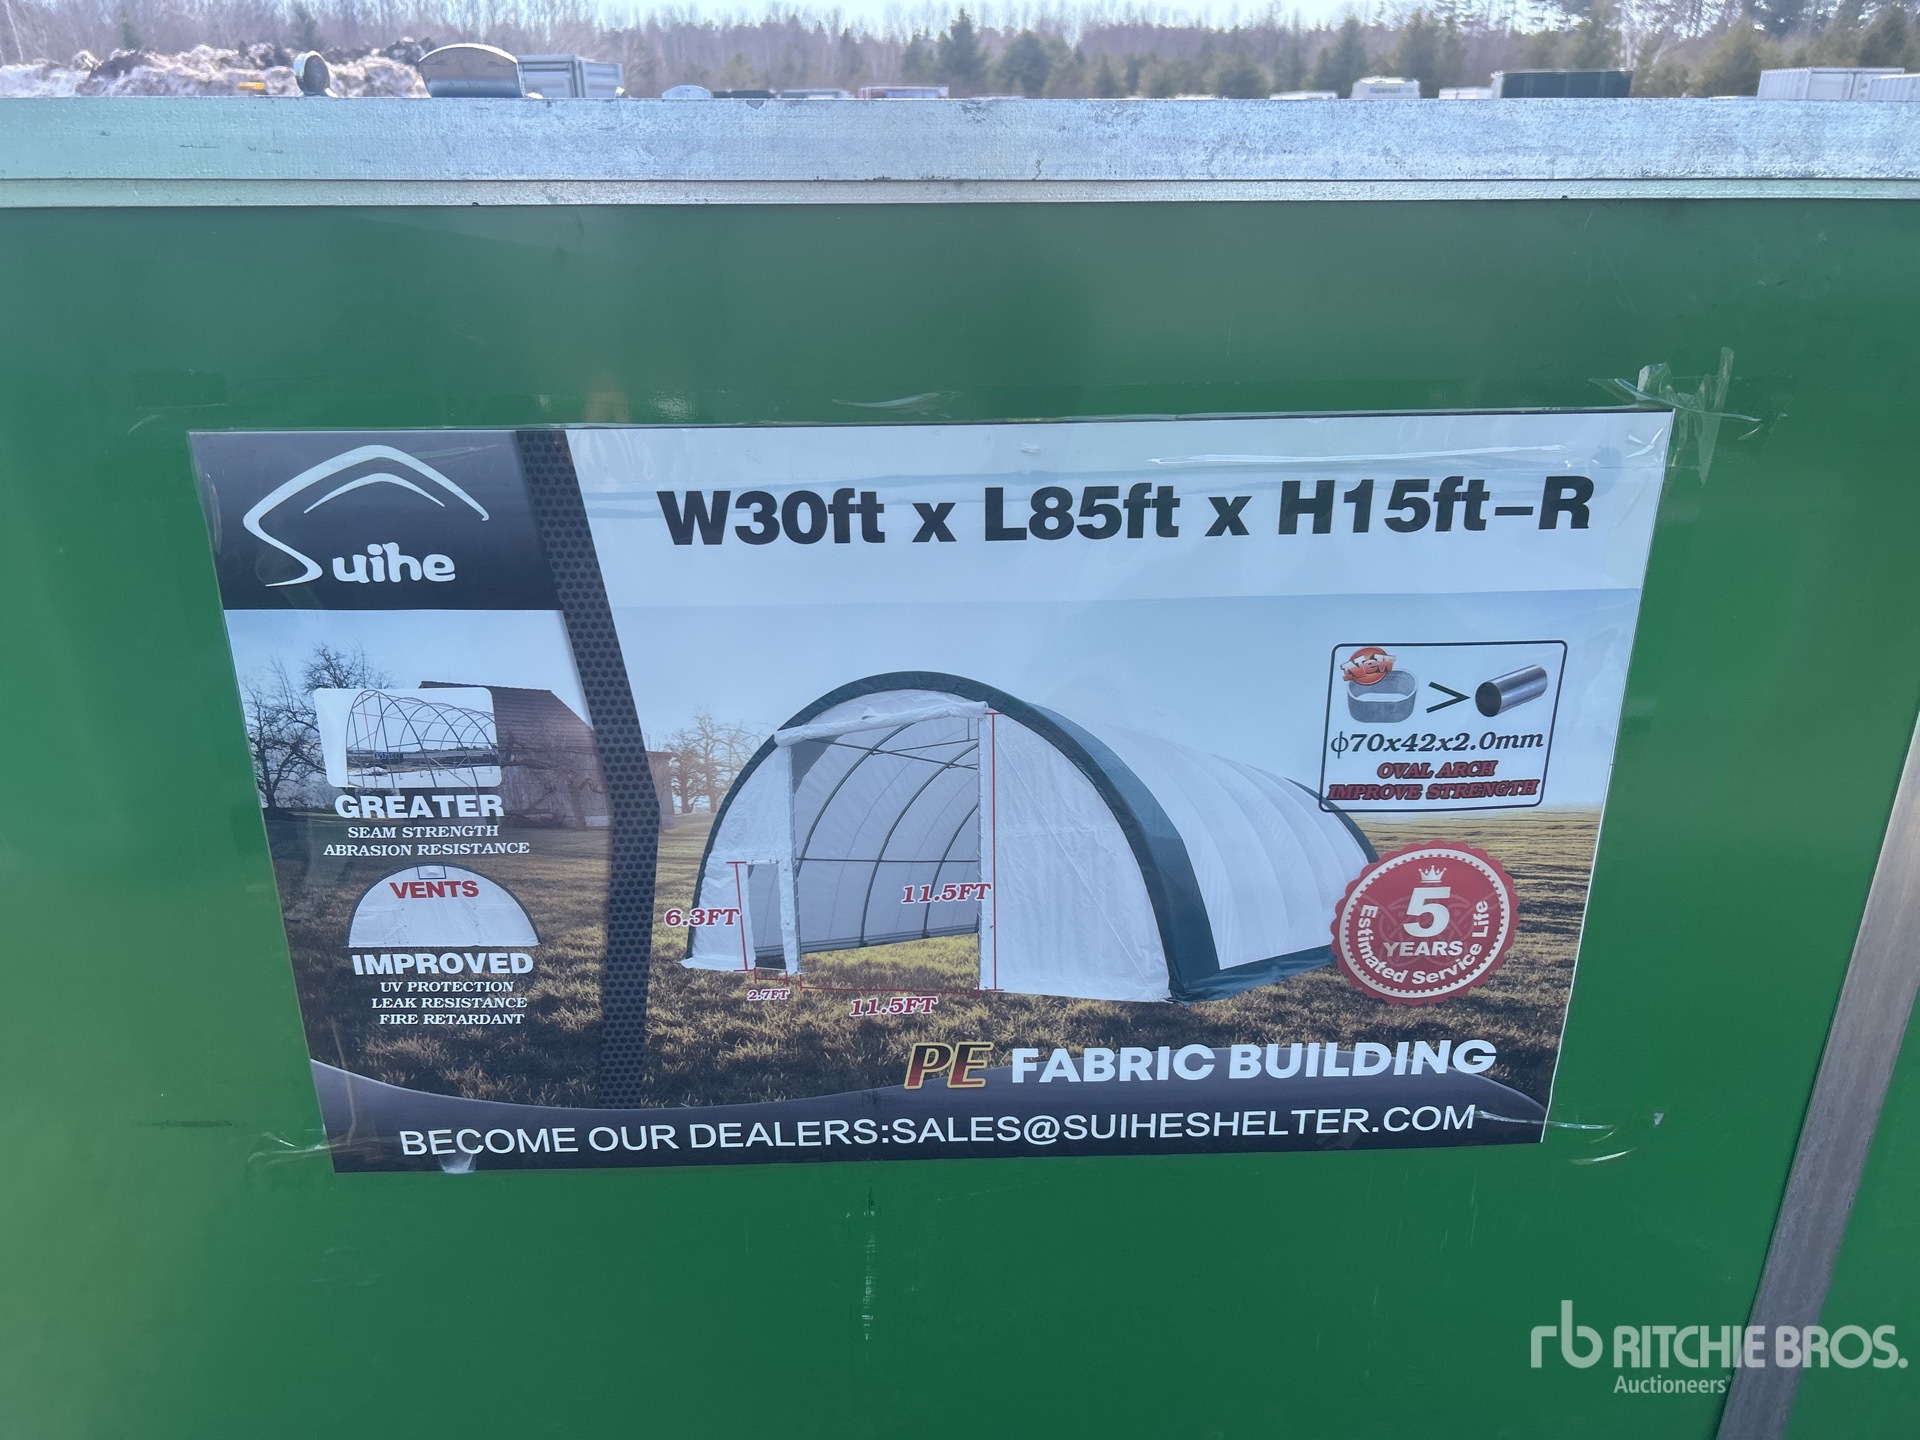 Suihe
W30ft x L85ft x H15ft-R
NEW
>
ϕ70x42x2.0mm
OVAL ARCH
IMPROVE STRENGTH
GREATER
SEAM STRENGTH
ABRASION RESISTANCE
VENTS
IMPROVED
UV PROTECTION
LEAK RESISTANCE
FIRE RETARDANT
6.3FT
11.5FT
2.7FT
11.5FT
5
YEARS
Estimated Service Life
PE FABRIC BUILDING
BECOME OUR DEALERS:SALES@SUIHESHELTER.COM
rb RITCHIE BROS.
Auctioneers®